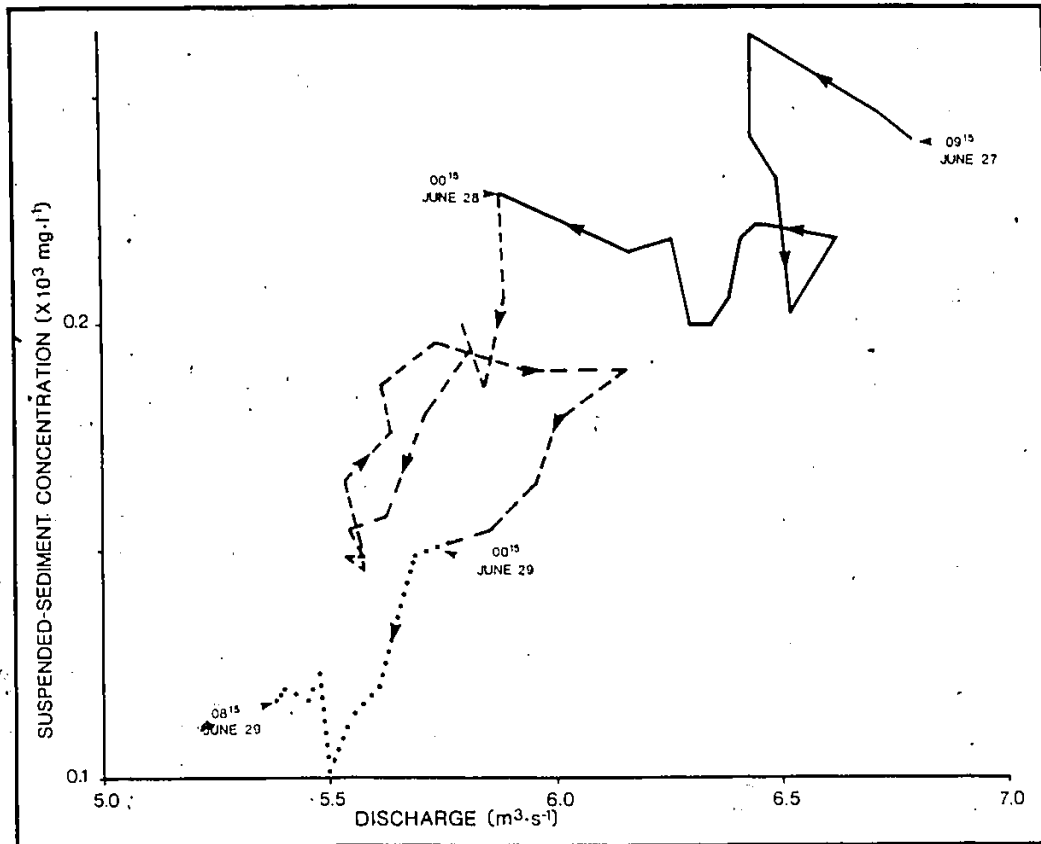 SUSPENDED-SEDIMENT CONCENTRATION (X10³ mg·l⁻¹)
09¹⁵
JUNE 27
00¹⁵
JUNE 28
0.2
00¹⁵
JUNE 29
08¹⁵
JUNE 29
0.1
5.0
5.5
6.0
6.5
7.0
DISCHARGE (m³·s⁻¹)